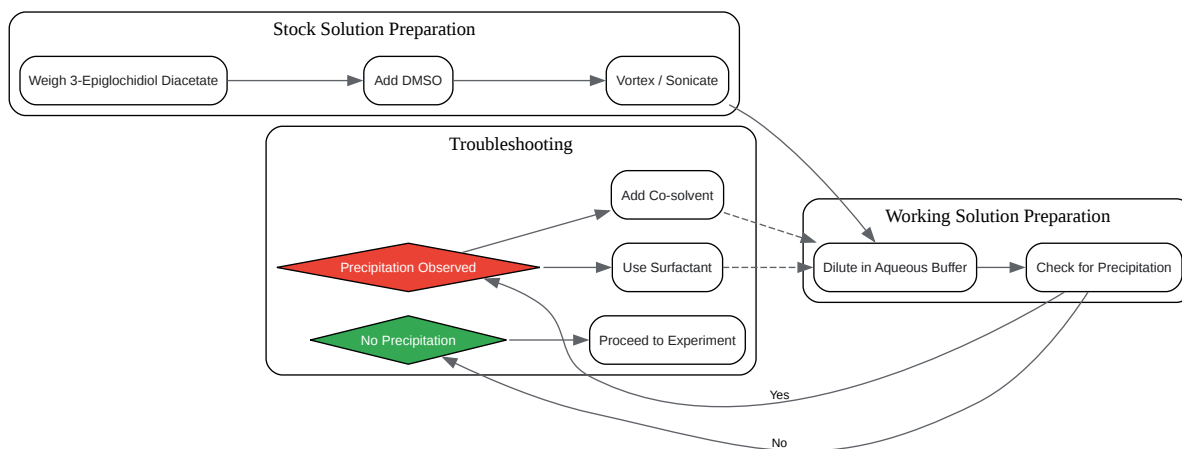 Stock Solution Preparation
Weigh 3-Epiglochidiol Diacetate
Add DMSO
Vortex / Sonicate
Troubleshooting
Add Co-solvent
Precipitation Observed
Use Surfactant
No Precipitation
Proceed to Experiment
Working Solution Preparation
Dilute in Aqueous Buffer
Check for Precipitation
Yes
No